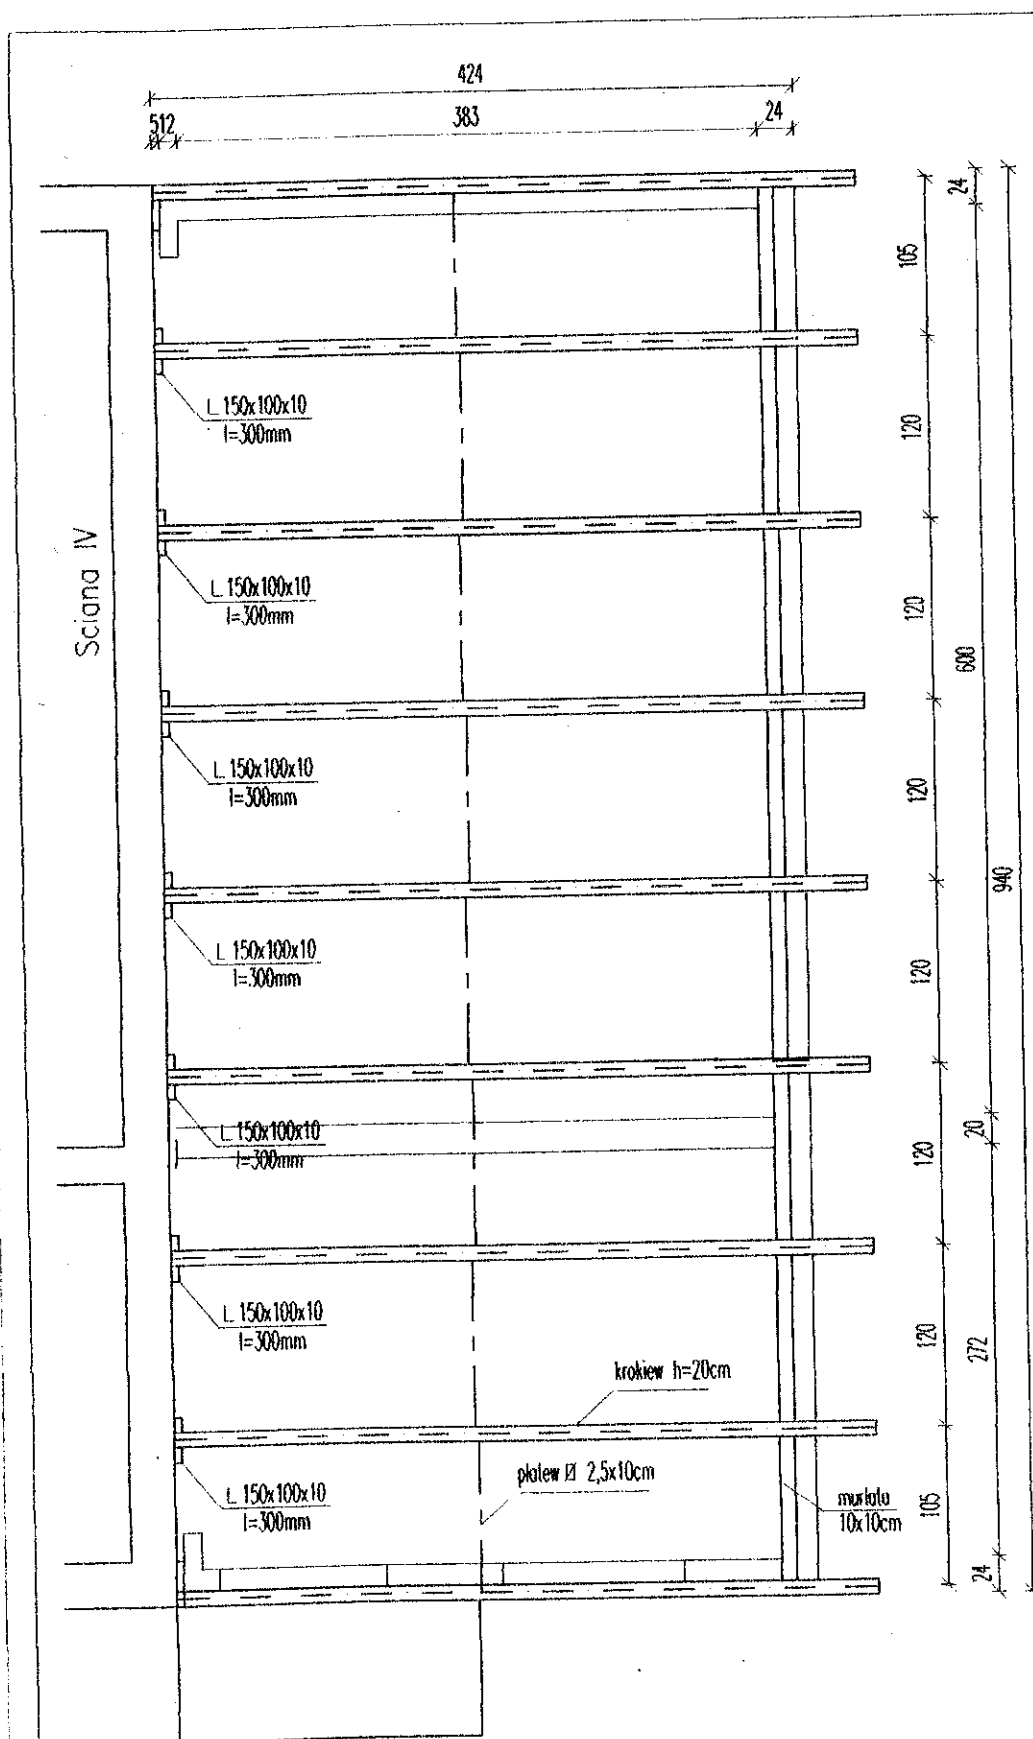 424
512
383
24
24
105
L 150x100x10
l=300mm
120
Sciana IV
L 150x100x10
l=300mm
120
600
L 150x100x10
l=300mm
120
940
L 150x100x10
l=300mm
120
L 150x100x10
l=300mm
20
120
L 150x100x10
l=300mm
120
272
krokiew h=20cm
płatew Ø 2,5x10cm
L 150x100x10
l=300mm
murłata
10x10cm
105
24